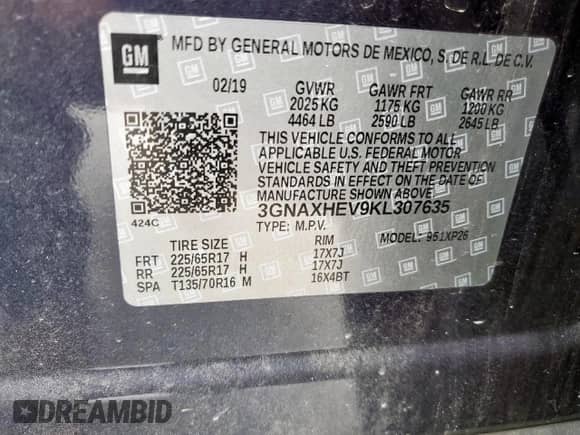 GM
MFD BY GENERAL MOTORS DE MEXICO, S. DE R.L. DE C.V.
02/19 GVWR GAWR FRT GAWR RR
2025 KG 1175 KG 1200 KG
4464 LB 2590 LB 2645 LB
THIS VEHICLE CONFORMS TO ALL
APPLICABLE U.S. FEDERAL MOTOR
VEHICLE SAFETY AND THEFT PREVENTION
STANDARDS IN EFFECT ON THE DATE OF
MANUFACTURE SHOWN ABOVE.
424C
3GNAXHEV9KL307635
TYPE: M.P.V. MODEL: 951XP26
TIRE SIZE RIM
FRT 225/65R17 H 17X7J
RR 225/65R17 H 17X7J
SPA T135/70R16 M 16X4BT
DREAMBID